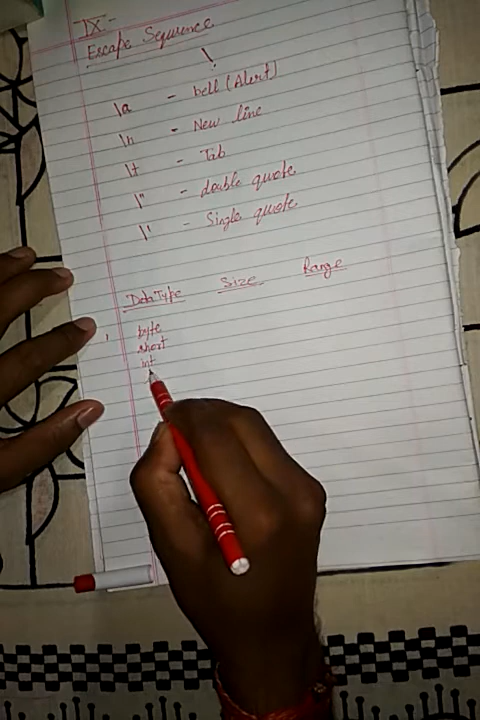 IX:-
Escape Sequence
\
\a - bell (Alert)
\n - New line
\t - Tab
\" - double quote
\' - Single quote
Data Type Size Range
byte
short
int